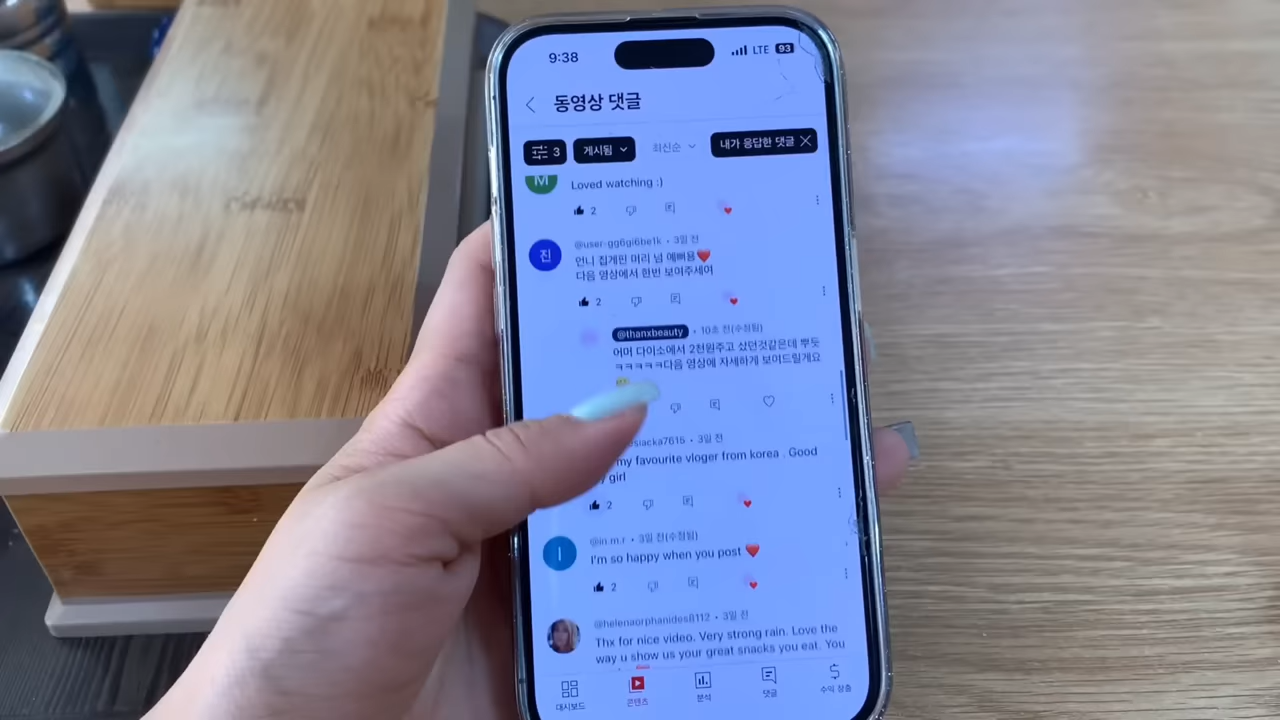 9:38
LTE 93
동영상 댓글
3
게시됨
최신순
내가 응답한 댓글
M
Loved watching :)
2
진
@user-gg6gi6be1k • 3일 전
언니 집게핀 머리 넘 예뻐용❤️
다음 영상에서 한번 보여주세여
2
@thanxbeauty • 10초 전(수정됨)
어머 다이소에서 2천원주고 샀던것같은데 뿌듯
ㅋㅋㅋㅋㅋ다음 영상에 자세하게 보여드릴게요
siacka7615 • 3일 전
my favourite vloger from korea . Good
girl
2
I
@in.m.r • 3일 전(수정됨)
I'm so happy when you post ❤️
2
@helenaorphanides8112 • 3일 전
Thx for nice video. Very strong rain. Love the
way u show us your great snacks you eat. You
대시보드
콘텐츠
분석
댓글
수익 창출